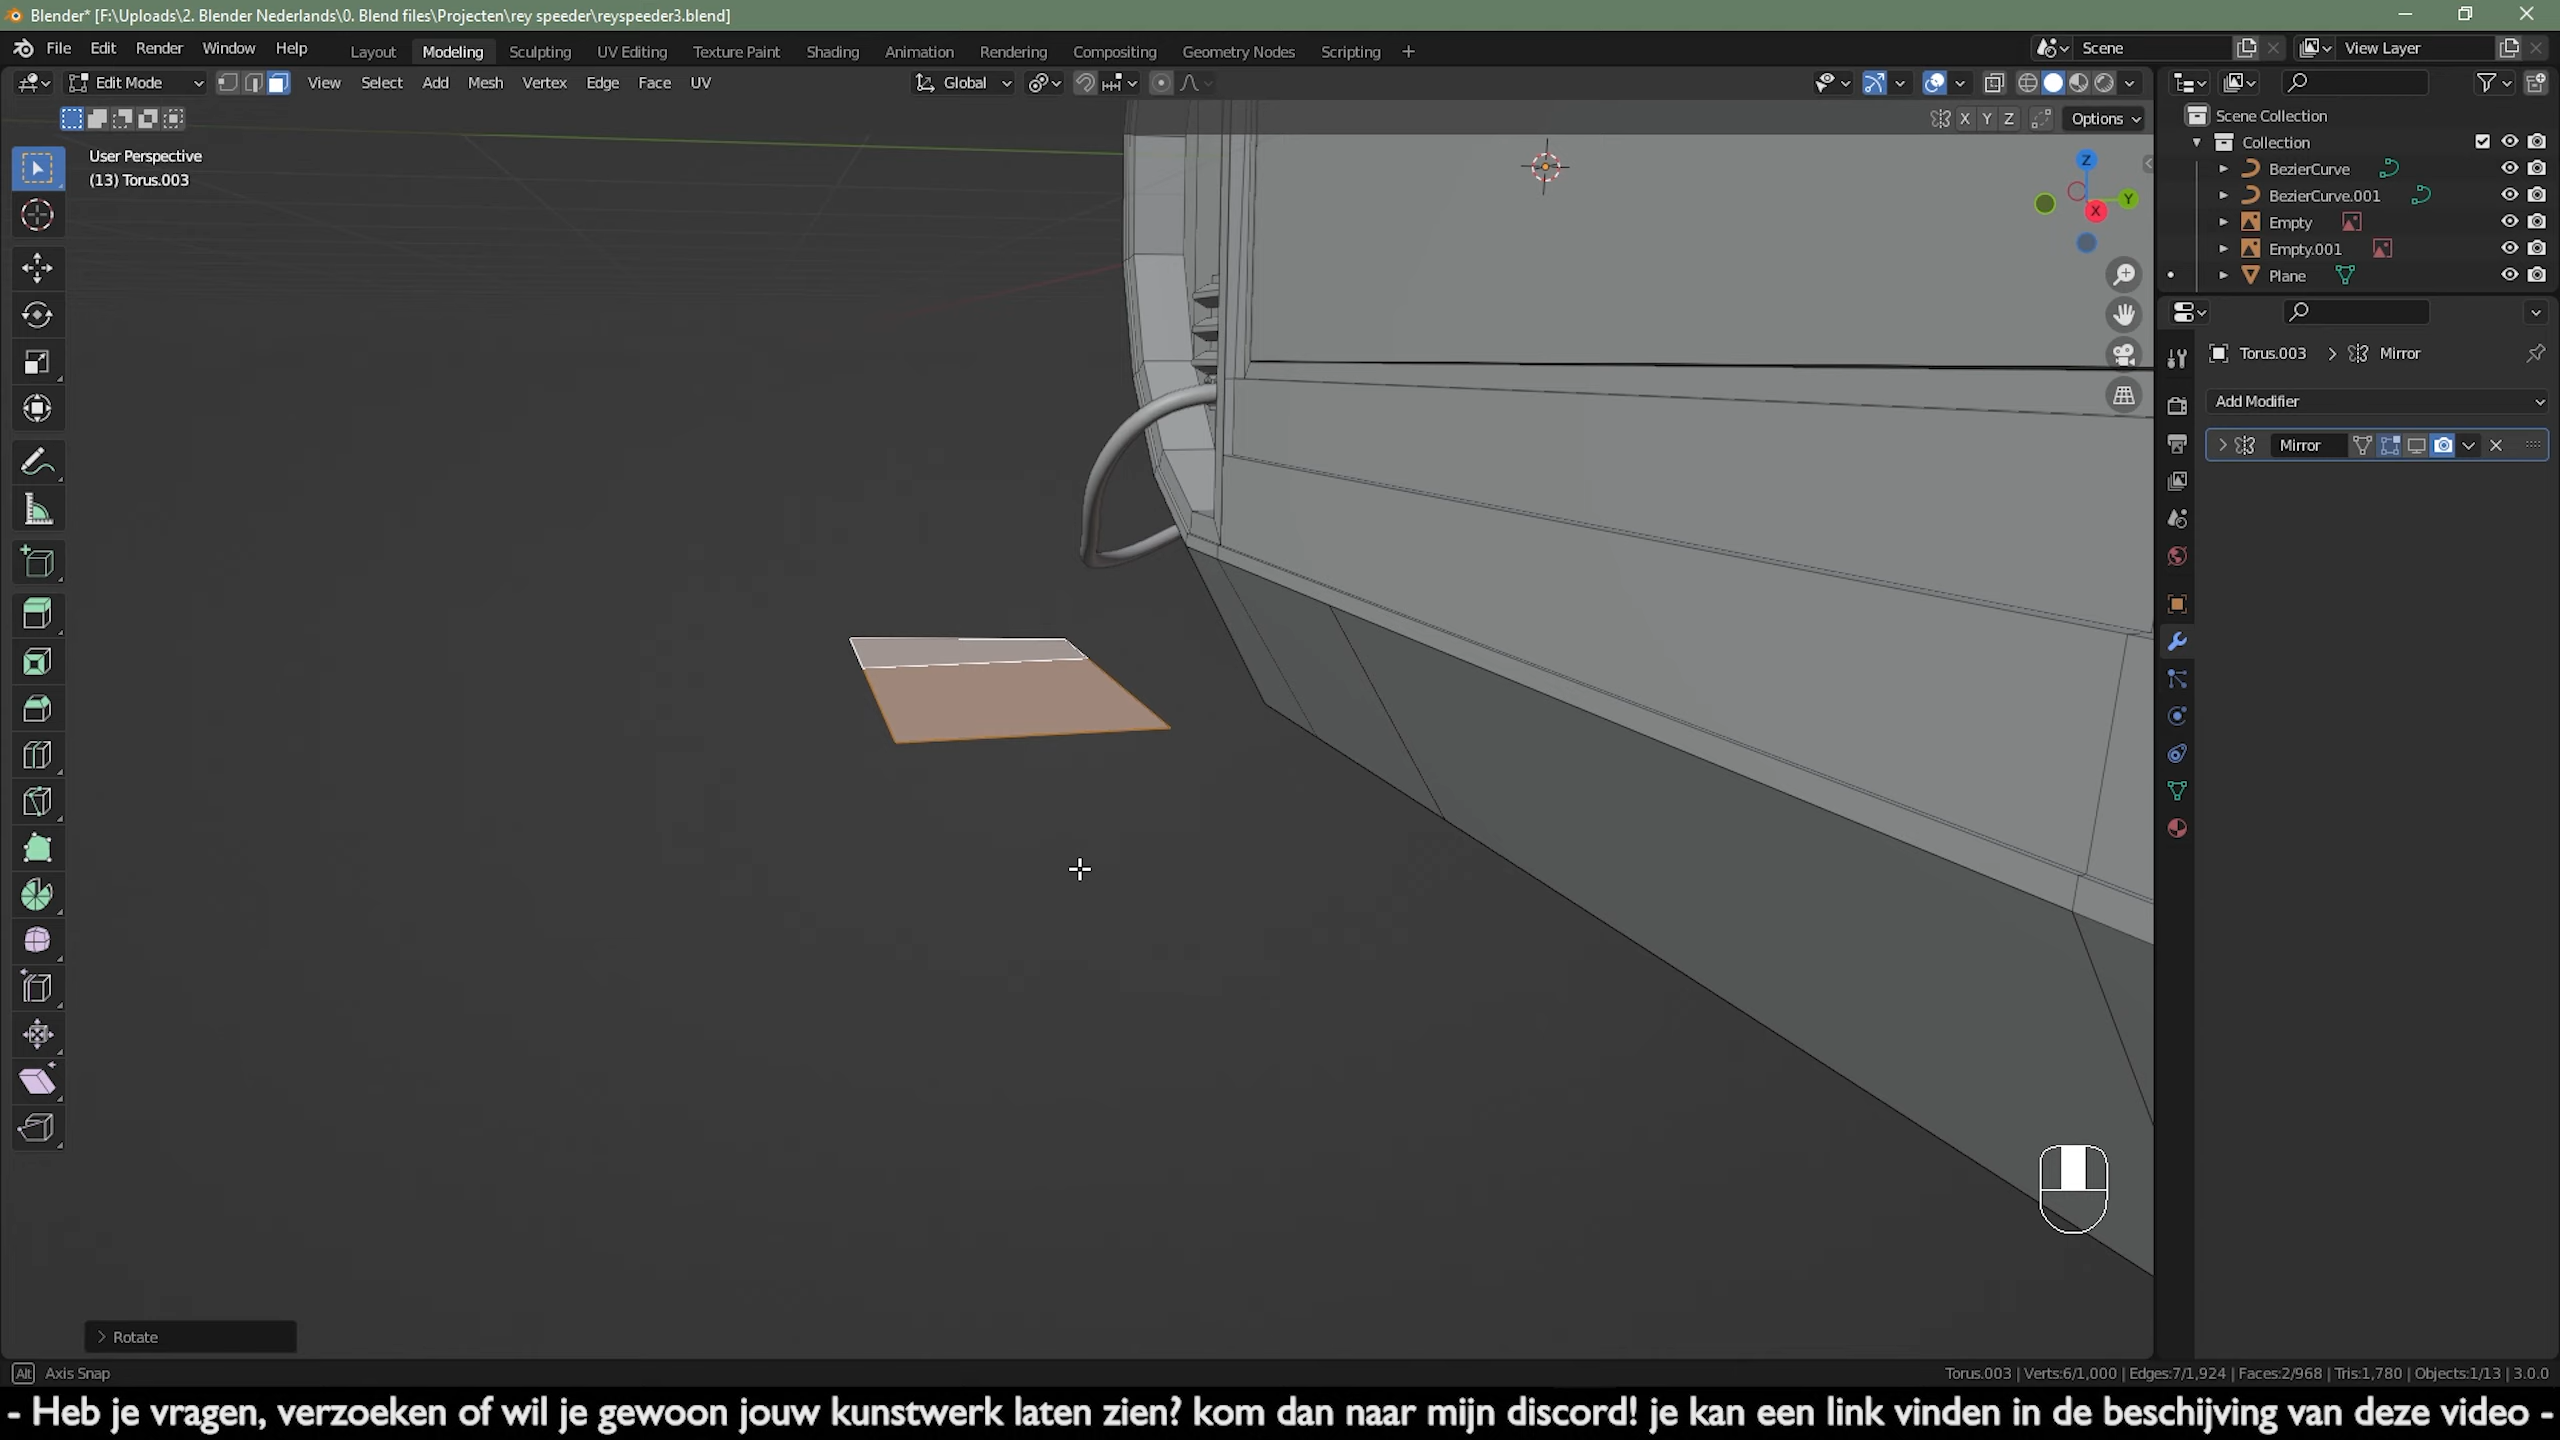 Blender* [F:\Uploads\2. Blender Nederlands\0. Blend files\Projecten\rey speeder\reyspeeder3.blend]
File Edit Render Window Help Layout Modeling Sculpting UV Editing Texture Paint Shading Animation Rendering Compositing Geometry Nodes Scripting + Scene View Layer
Edit Mode View Select Add Mesh Vertex Edge Face UV Global
X Y Z Options
Scene Collection
Collection
BezierCurve
BezierCurve.001
Empty
Empty.001
Plane
User Perspective
(13) Torus.003
Z
Y
X
Torus.003 > Mirror
Add Modifier
Mirror
Rotate
Alt Axis Snap
Torus.003 | Verts:6/1,000 | Edges:7/1,924 | Faces:2/968 | Tris:1,780 | Objects:1/13 | 3.0.0
- Heb je vragen, verzoeken of wil je gewoon jouw kunstwerk laten zien? kom dan naar mijn discord! je kan een link vinden in de beschijving van deze video -